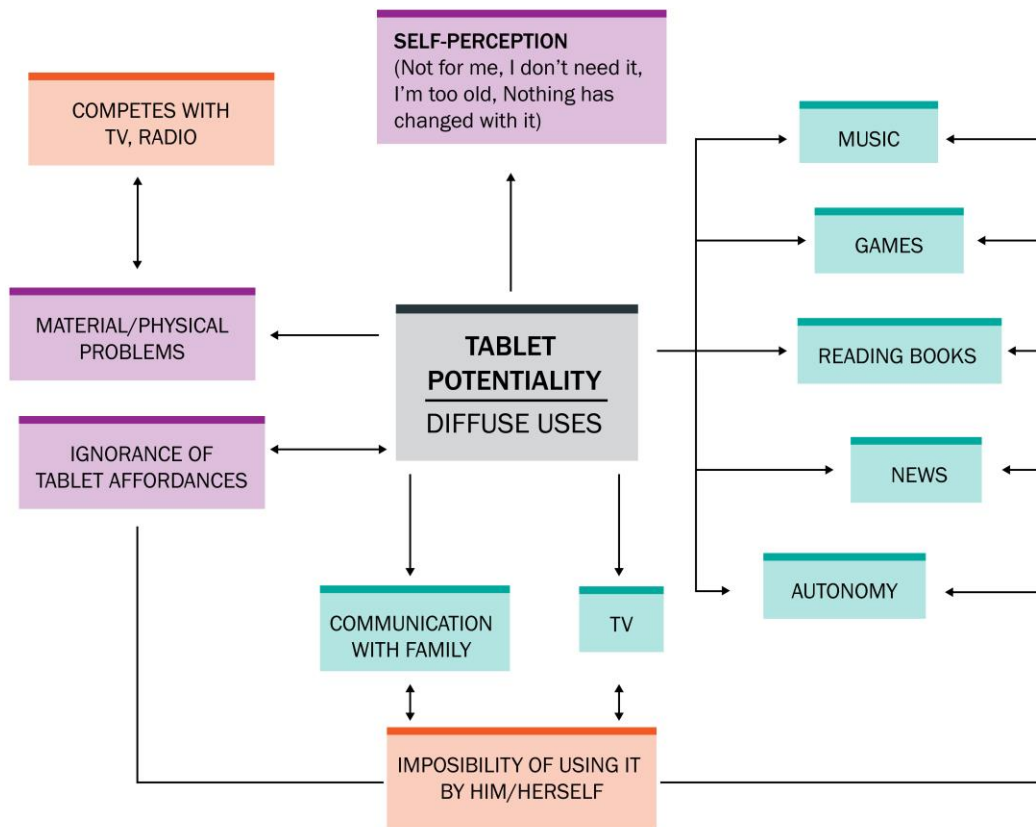 SELF-PERCEPTION
(Not for me, I don't need it,
I'm too old, Nothing has
changed with it)
COMPETES WITH
TV, RADIO
MUSIC
GAMES
MATERIAL/PHYSICAL
PROBLEMS
TABLET
POTENTIALITY
DIFFUSE USES
READING BOOKS
IGNORANCE OF
TABLET AFFORDANCES
NEWS
AUTONOMY
COMMUNICATION
WITH FAMILY
TV
IMPOSIBILITY OF USING IT
BY HIM/HERSELF